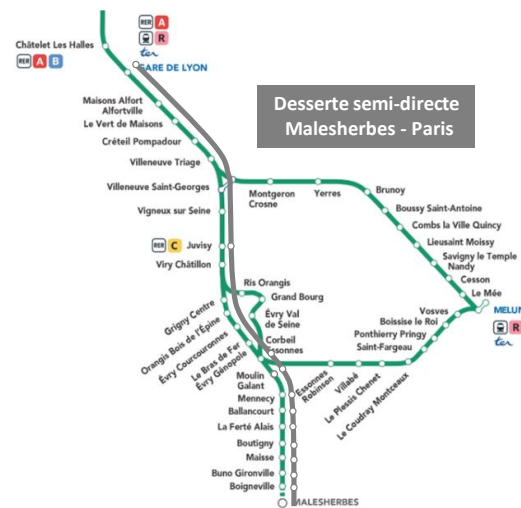 RER A
R
ter
Châtelet Les Halles
RER A B
GARE DE LYON
Desserte semi-directe
Malesherbes - Paris
Maisons Alfort
Alfortville
Le Vert de Maisons
Créteil Pompadour
Villeneuve Triage
Villeneuve Saint-Georges
Montgeron
Crosne
Yerres
Brunoy
Boussy Saint-Antoine
Combs la Ville Quincy
Lieusaint Moissy
Savigny le Temple
Nandy
Cesson
Le Mée
MELUN
R
ter
Vigneux sur Seine
RER C Juvisy
Viry Châtillon
Ris Orangis
Grand Bourg
Évry Val
de Seine
Corbeil
Essonnes
Grigny Centre
Orangis Bois de l'Épine
Évry Courcouronnes
Le Bras de Fer
Évry Génopole
Vosves
Boissise le Roi
Ponthierry Pringy
Saint-Fargeau
Essonnes
Robinson
Villabé
Le Plessis Chenet
Le Coudray Montceaux
Moulin
Galant
Mennecy
Ballancourt
La Ferté Alais
Boutigny
Maisse
Buno Gironville
Boigneville
MALESHERBES